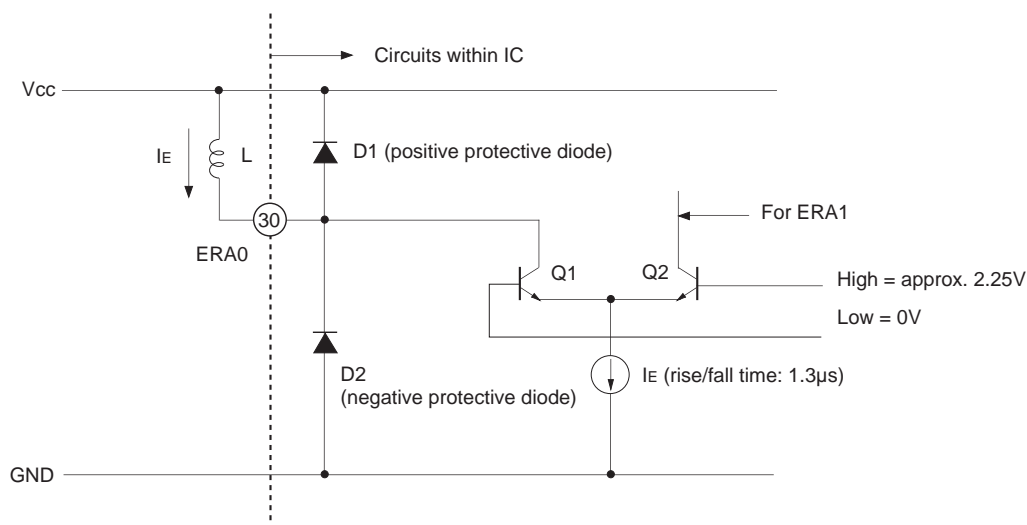 Circuits within IC
Vcc
IE
L
D1 (positive protective diode)
30
ERA0
For ERA1
Q1
Q2
High = approx. 2.25V
Low = 0V
D2
(negative protective diode)
IE (rise/fall time: 1.3µs)
GND